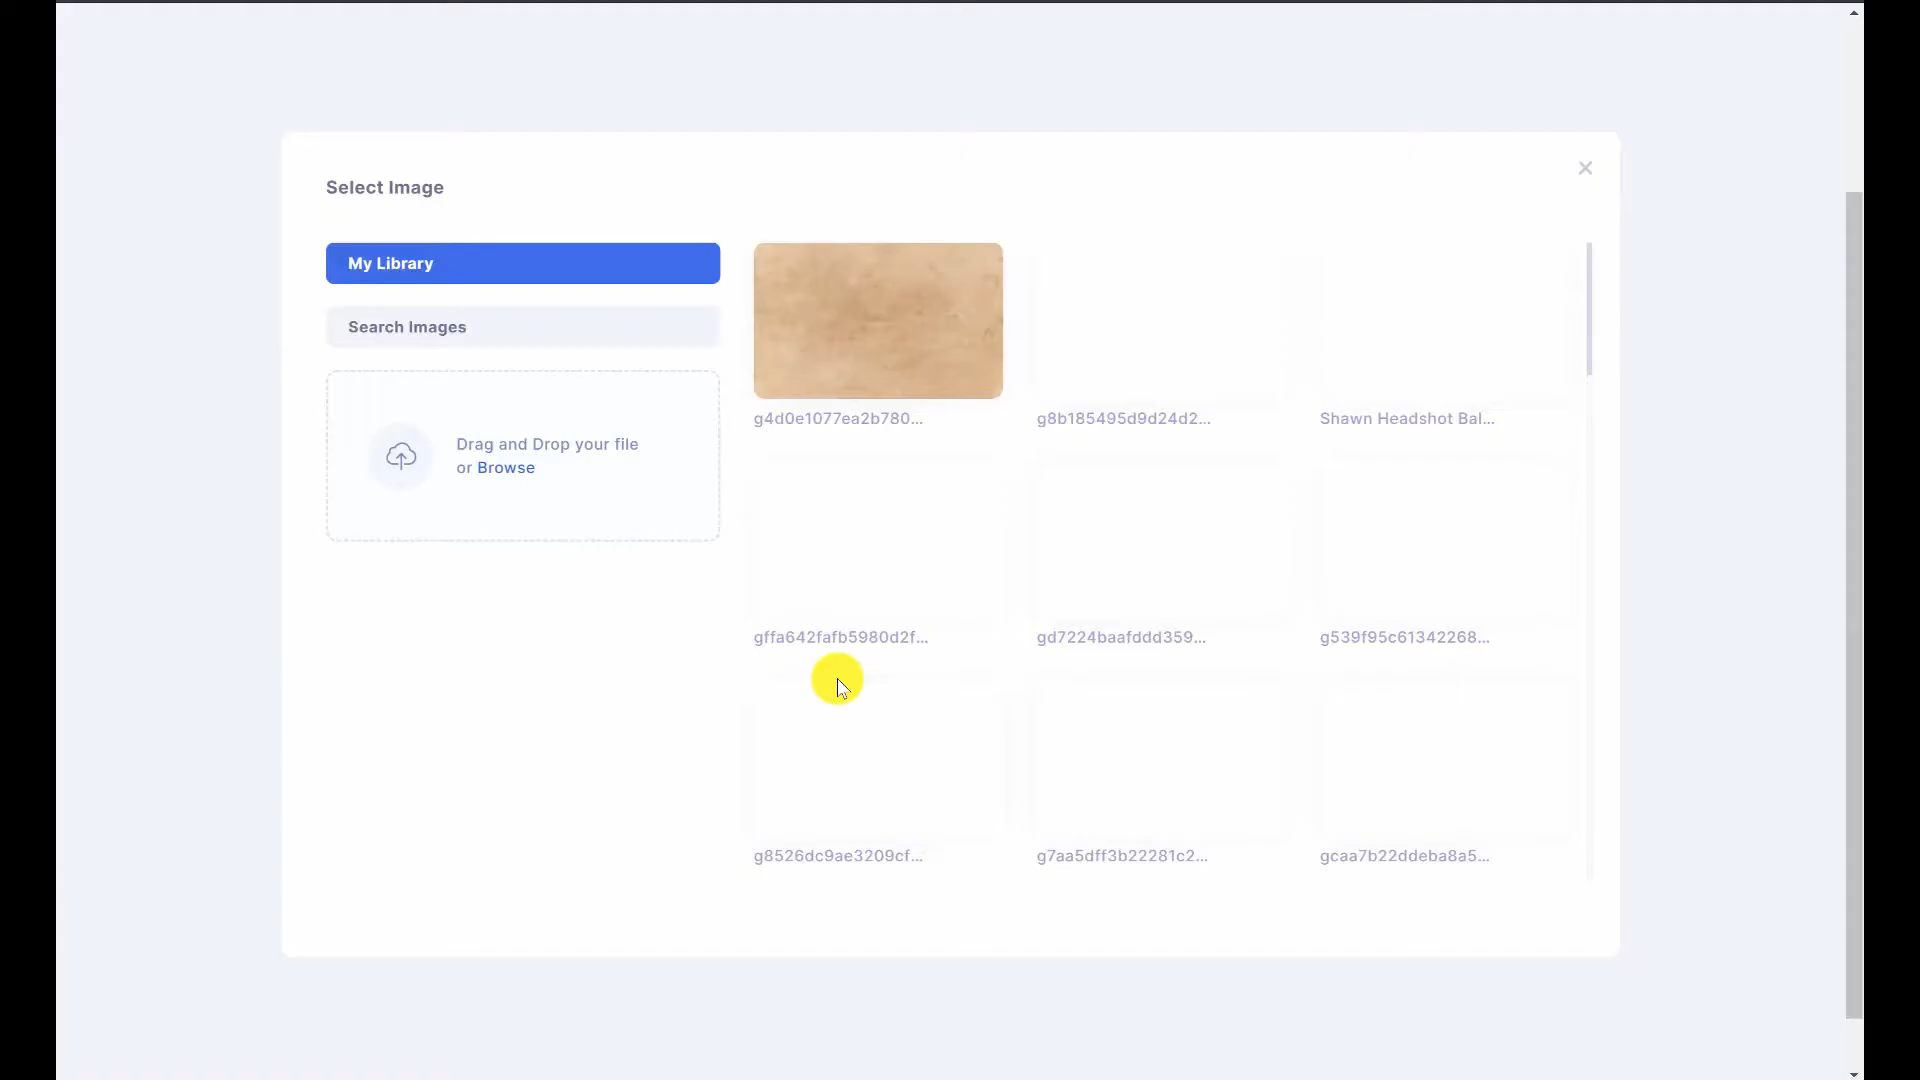 Select Image
My Library
Search Images
Drag and Drop your file
or Browse
g4d0e1077ea2b780...
g8b185495d9d24d2...
Shawn Headshot Bal...
gffa642fafb5980d2f...
gd7224baafddd359...
g539f95c61342268...
g8526dc9ae3209cf...
g7aa5dff3b22281c2...
gcaa7b22ddeba8a5...